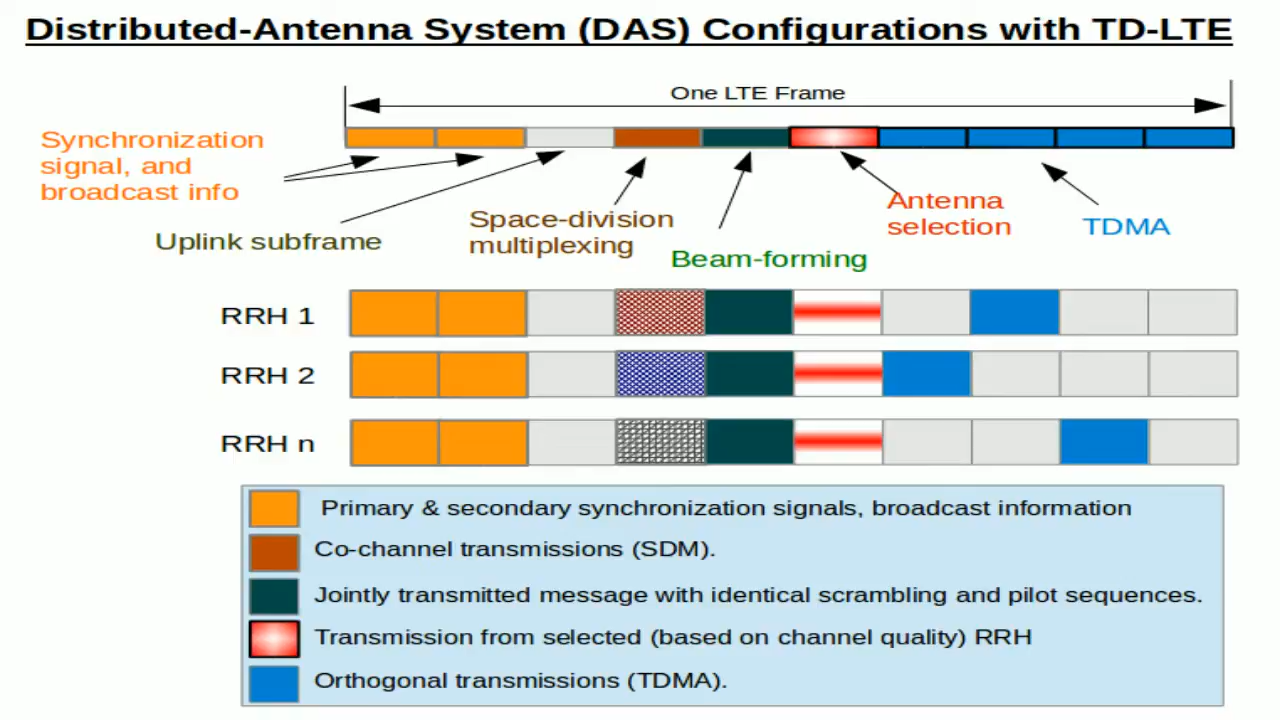 Distributed-Antenna System (DAS) Configurations with TD-LTE
One LTE Frame
Synchronization
signal, and
broadcast info
Uplink subframe
Space-division
multiplexing
Beam-forming
Antenna
selection
TDMA
RRH 1
RRH 2
RRH n
Primary & secondary synchronization signals, broadcast information
Co-channel transmissions (SDM).
Jointly transmitted message with identical scrambling and pilot sequences.
Transmission from selected (based on channel quality) RRH
Orthogonal transmissions (TDMA).